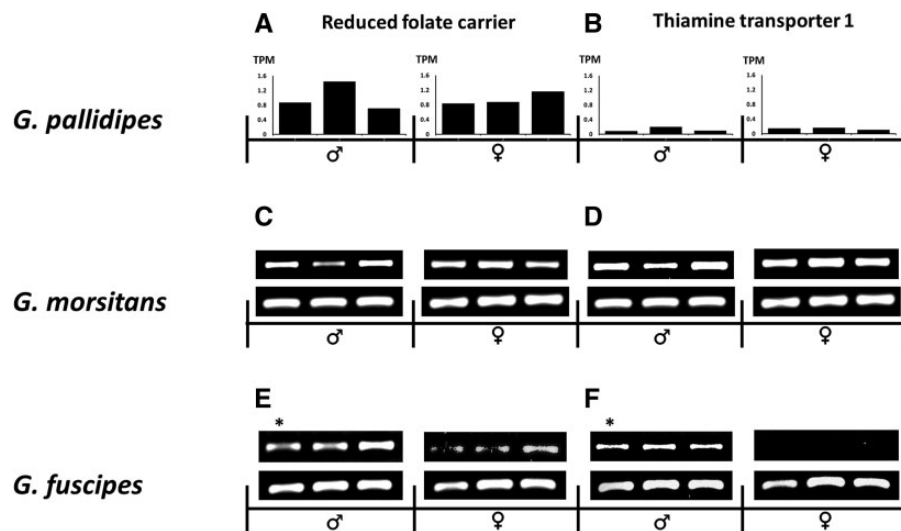 A Reduced folate carrier B Thiamine transporter 1
TPM TPM TPM TPM
1.6 1.6 1.6 1.6
1.2 1.2 1.2 1.2
G. pallidipes 0.8 0.8 0.8 0.8
0.4 0.4 0.4 0.4
0 0 0 0
♂ ♀ ♂ ♀
C D
G. morsitans
♂ ♀ ♂ ♀
E F
* *
G. fuscipes
♂ ♀ ♂ ♀